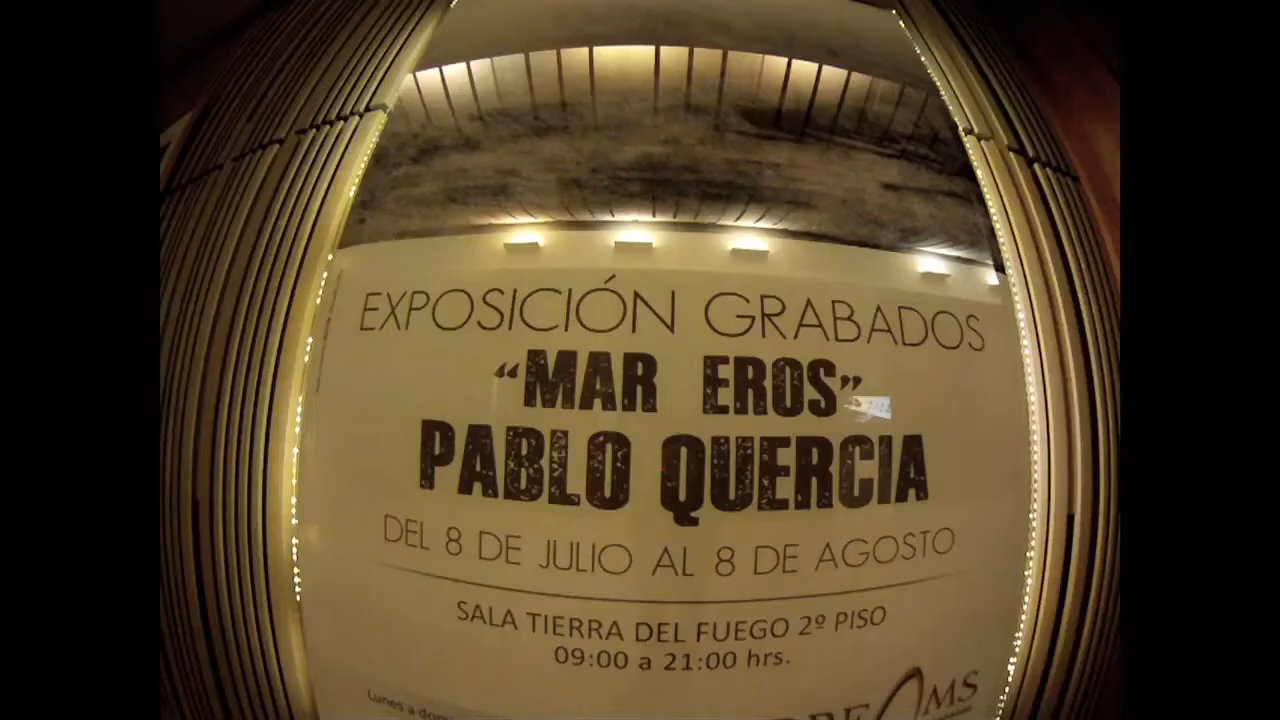 EXPOSICIÓN GRABADOS
“MAR EROS”
PABLO QUERCIA
DEL 8 DE JULIO AL 8 DE AGOSTO
SALA TIERRA DEL FUEGO 2º PISO
09:00 a 21:00 hrs.
Lunes a